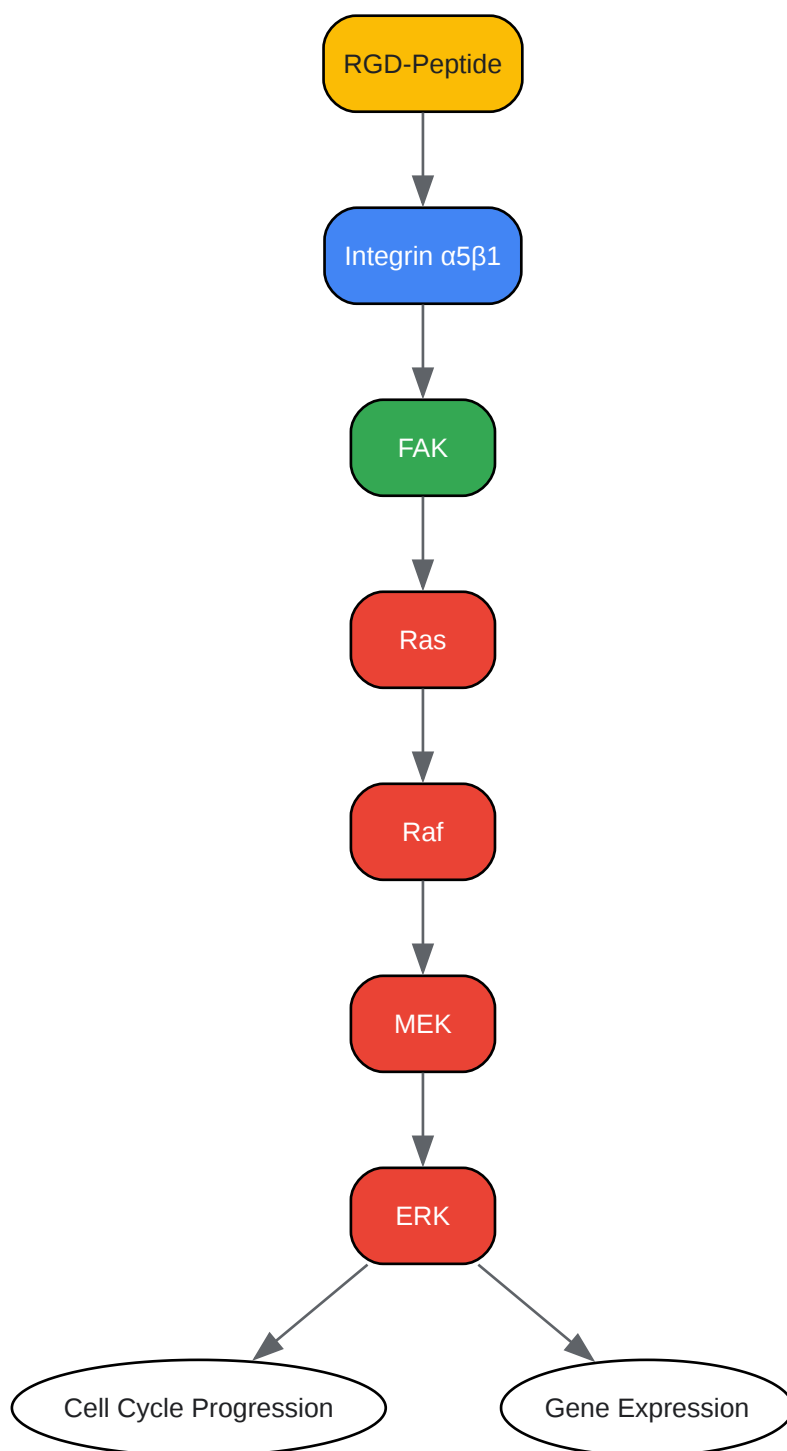 RGD-Peptide
Integrin α5β1
FAK
Ras
Raf
MEK
ERK
Cell Cycle Progression
Gene Expression